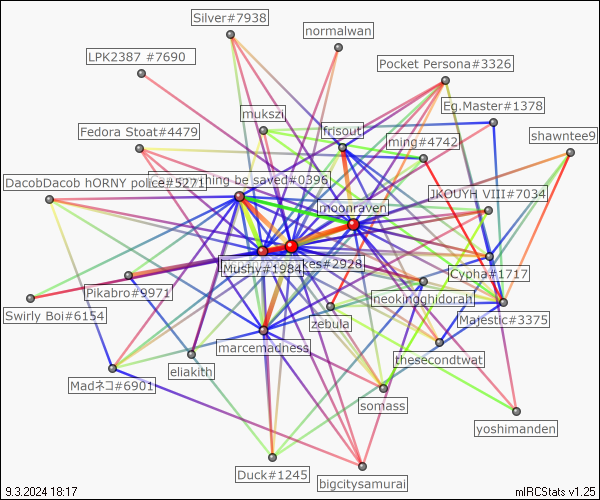 Silver#7938
normalwan
LPK2387 #7690
Pocket Persona#3326
Eg.Master#1378
mukszi
Fedora Stoat#4479
frisout
ming#4742
shawntee9
DacobDacob hORNY police#5271
hing be saved#0396
JKOUYH VIII#7034
moonraven
Mushy#1984
kes#2928
Cypha#1717
Pikabro#9971
neokingghidorah
Swirly Boi#6154
zebula
Majestic#3375
marcemadness
thesecondtwat
eliakith
Madネコ#6901
somass
yoshimanden
Duck#1245
bigcitysamurai
9.3.2024 18:17
mIRCStats v1.25